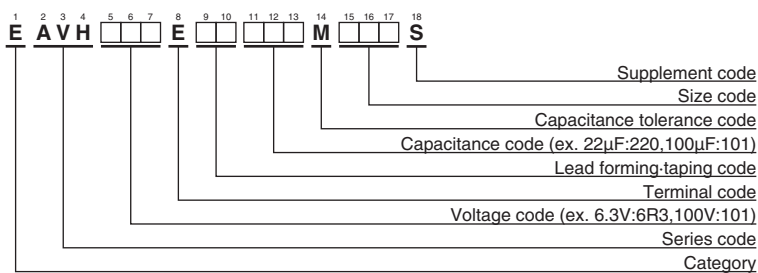 1 2 3 4 5 6 7 8 9 10 11 12 13 14 15 16 17 18
E A V H E M S
Supplement code
Size code
Capacitance tolerance code
Capacitance code (ex. 22µF:220,100µF:101)
Lead forming·taping code
Terminal code
Voltage code (ex. 6.3V:6R3,100V:101)
Series code
Category